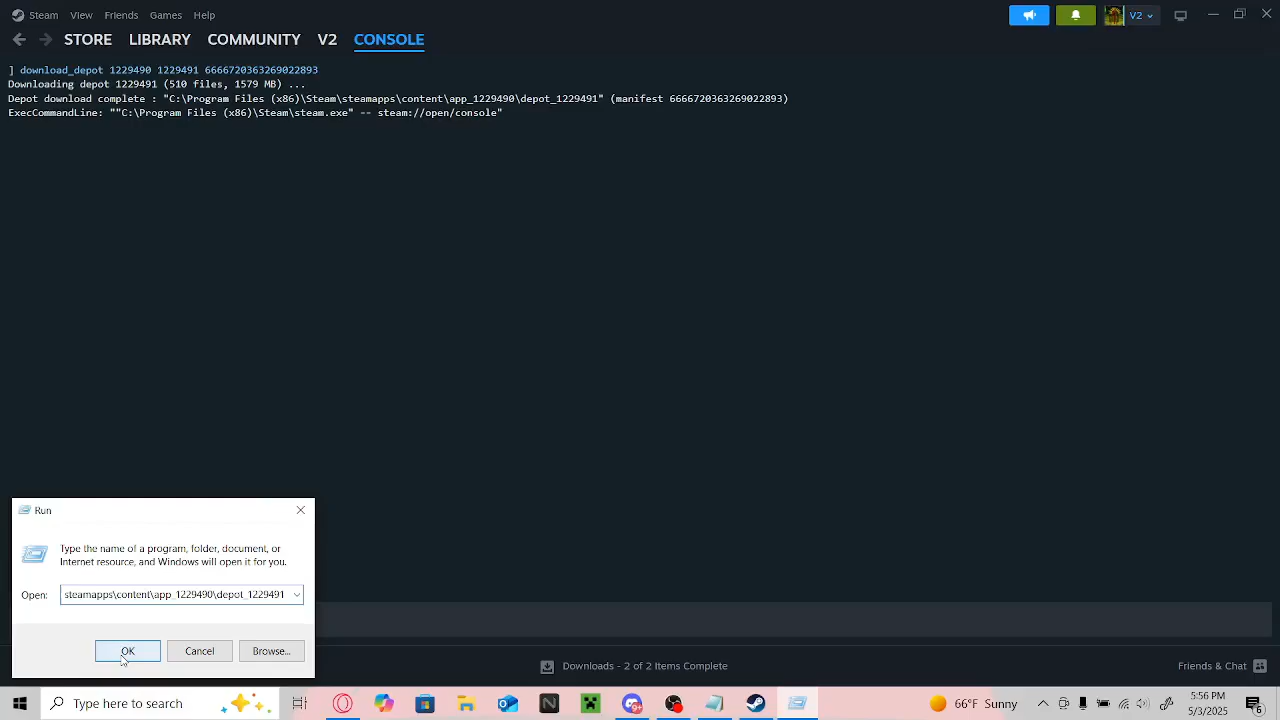 Steam View Friends Games Help V2
STORE LIBRARY COMMUNITY V2 CONSOLE
] download_depot 1229490 1229491 6666720363269022893
Downloading depot 1229491 (510 files, 1579 MB) ...
Depot download complete : "C:\Program Files (x86)\Steam\steamapps\content\app_1229490\depot_1229491" (manifest 6666720363269022893)
ExecCommandLine: ""C:\Program Files (x86)\Steam\steam.exe" -- steam://open/console"
Run
Type the name of a program, folder, document, or
Internet resource, and Windows will open it for you.
Open: steamapps\content\app_1229490\depot_1229491
OK Cancel Browse...
Downloads - 2 of 2 Items Complete
Friends & Chat
Type here to search
9+
66°F Sunny
5:56 PM
5/3/2025
6